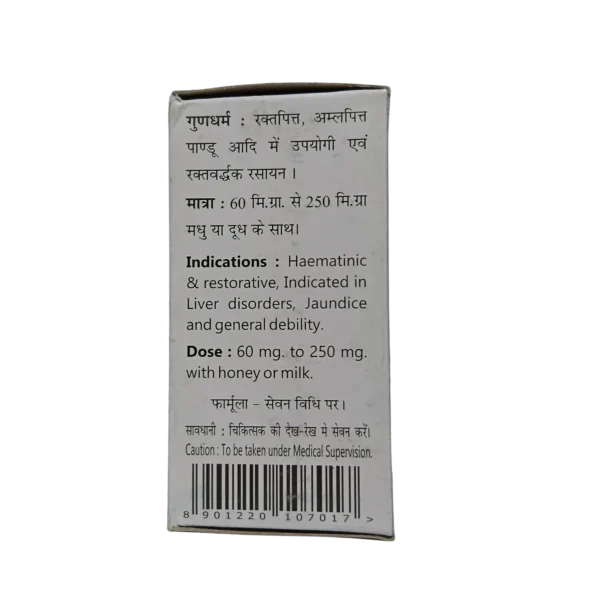 गुणधर्म : रक्तपित्त, अम्लपित्त
पाण्डू आदि में उपयोगी एवं
रक्तवर्द्धक रसायन ।
मात्रा : 60 मि.ग्रा. से 250 मि.ग्रा
मधु या दूध के साथ।
Indications : Haematinic
& restorative, Indicated in
Liver disorders, Jaundice
and general debility.
Dose : 60 mg. to 250 mg.
with honey or milk.
फार्मूला – सेवन विधि पर।
सावधानी : चिकित्सक की देख-रेख मे सेवन करें।
Caution : To be taken under Medical Supervision.
8 901220 107017 >